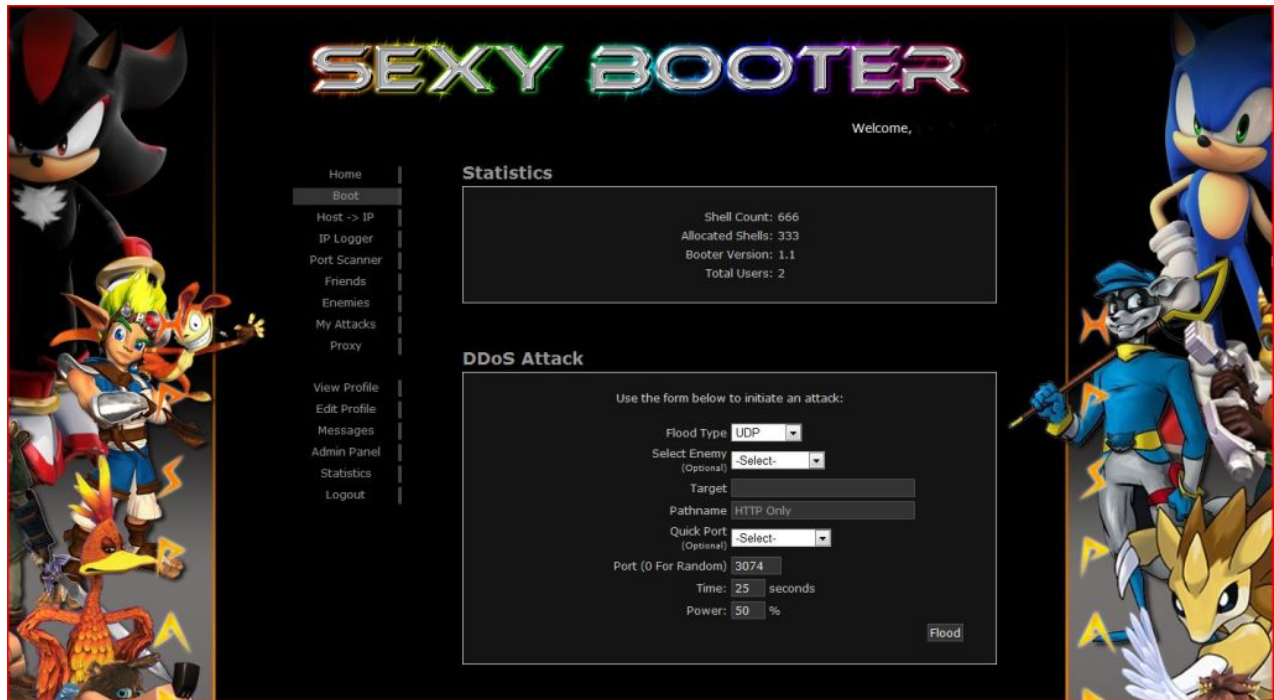 SEXY BOOTER
Welcome,
Home
Boot
Host -> IP
IP Logger
Port Scanner
Friends
Enemies
My Attacks
Proxy
View Profile
Edit Profile
Messages
Admin Panel
Statistics
Logout
Statistics
Shell Count: 666
Allocated Shells: 333
Booter Version: 1.1
Total Users: 2
DDoS Attack
Use the form below to initiate an attack:
Flood Type UDP
Select Enemy -Select-
(Optional)
Target
Pathname HTTP Only
Quick Port -Select-
(Optional)
Port (0 For Random) 3074
Time: 25 seconds
Power: 50 %
Flood